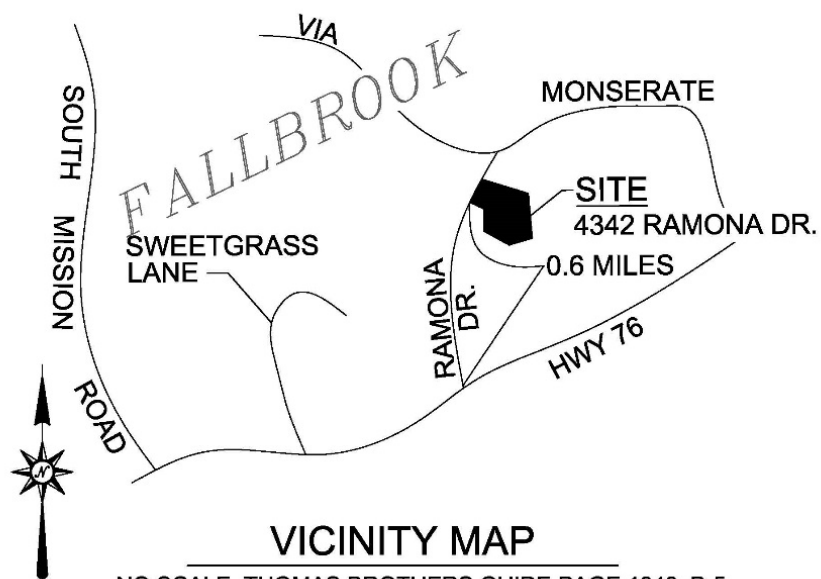 VIA
FALLBROOK
MONSERATE
SOUTH MISSION ROAD
SITE
4342 RAMONA DR.
SWEETGRASS
LANE
0.6 MILES
RAMONA
DR.
HWY 76
N
VICINITY MAP